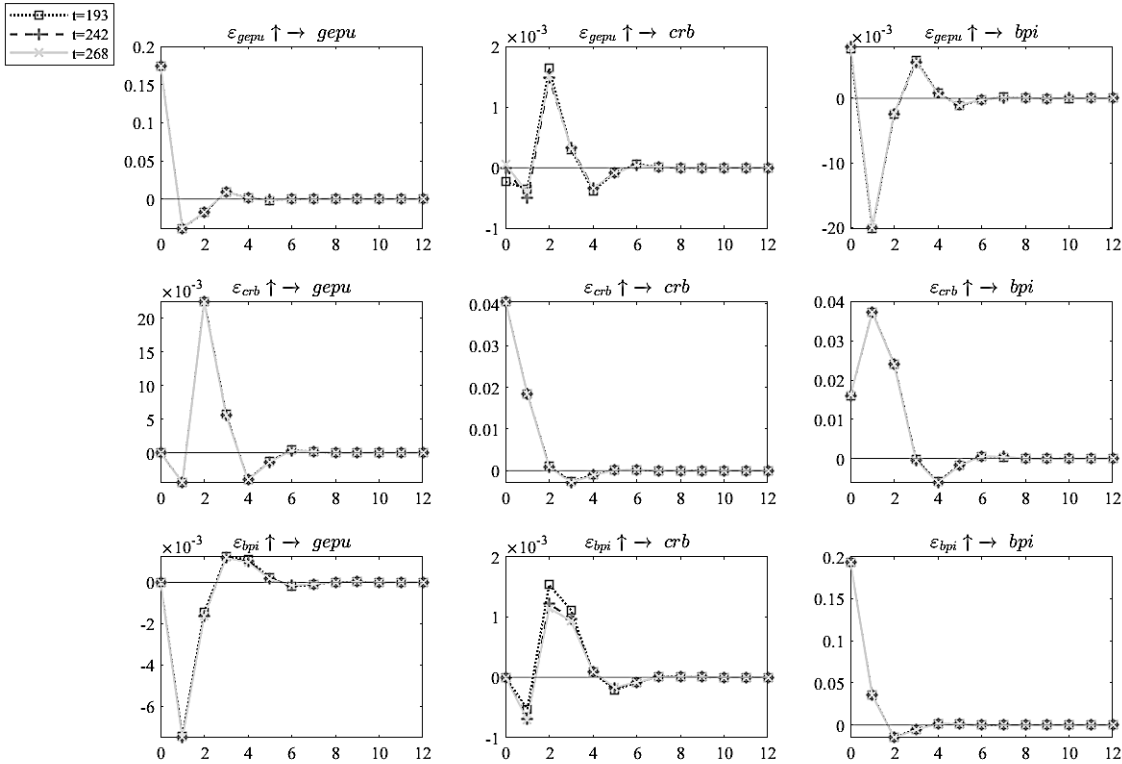 t=193
t=242
t=268
ε_gepu ↑ → gepu
0.2
0.15
0.1
0.05
0
0 2 4 6 8 10 12
ε_gepu ↑ → crb
×10⁻³
2
1
0
-1
0 2 4 6 8 10 12
ε_gepu ↑ → bpi
×10⁻³
0
-10
-20
0 2 4 6 8 10 12
ε_crb ↑ → gepu
×10⁻³
20
15
10
5
0
0 2 4 6 8 10 12
ε_crb ↑ → crb
0.04
0.03
0.02
0.01
0
0 2 4 6 8 10 12
ε_crb ↑ → bpi
0.04
0.03
0.02
0.01
0
0 2 4 6 8 10 12
ε_bpi ↑ → gepu
×10⁻³
0
-2
-4
-6
0 2 4 6 8 10 12
ε_bpi ↑ → crb
×10⁻³
2
1
0
-1
0 2 4 6 8 10 12
ε_bpi ↑ → bpi
0.2
0.15
0.1
0.05
0
0 2 4 6 8 10 12